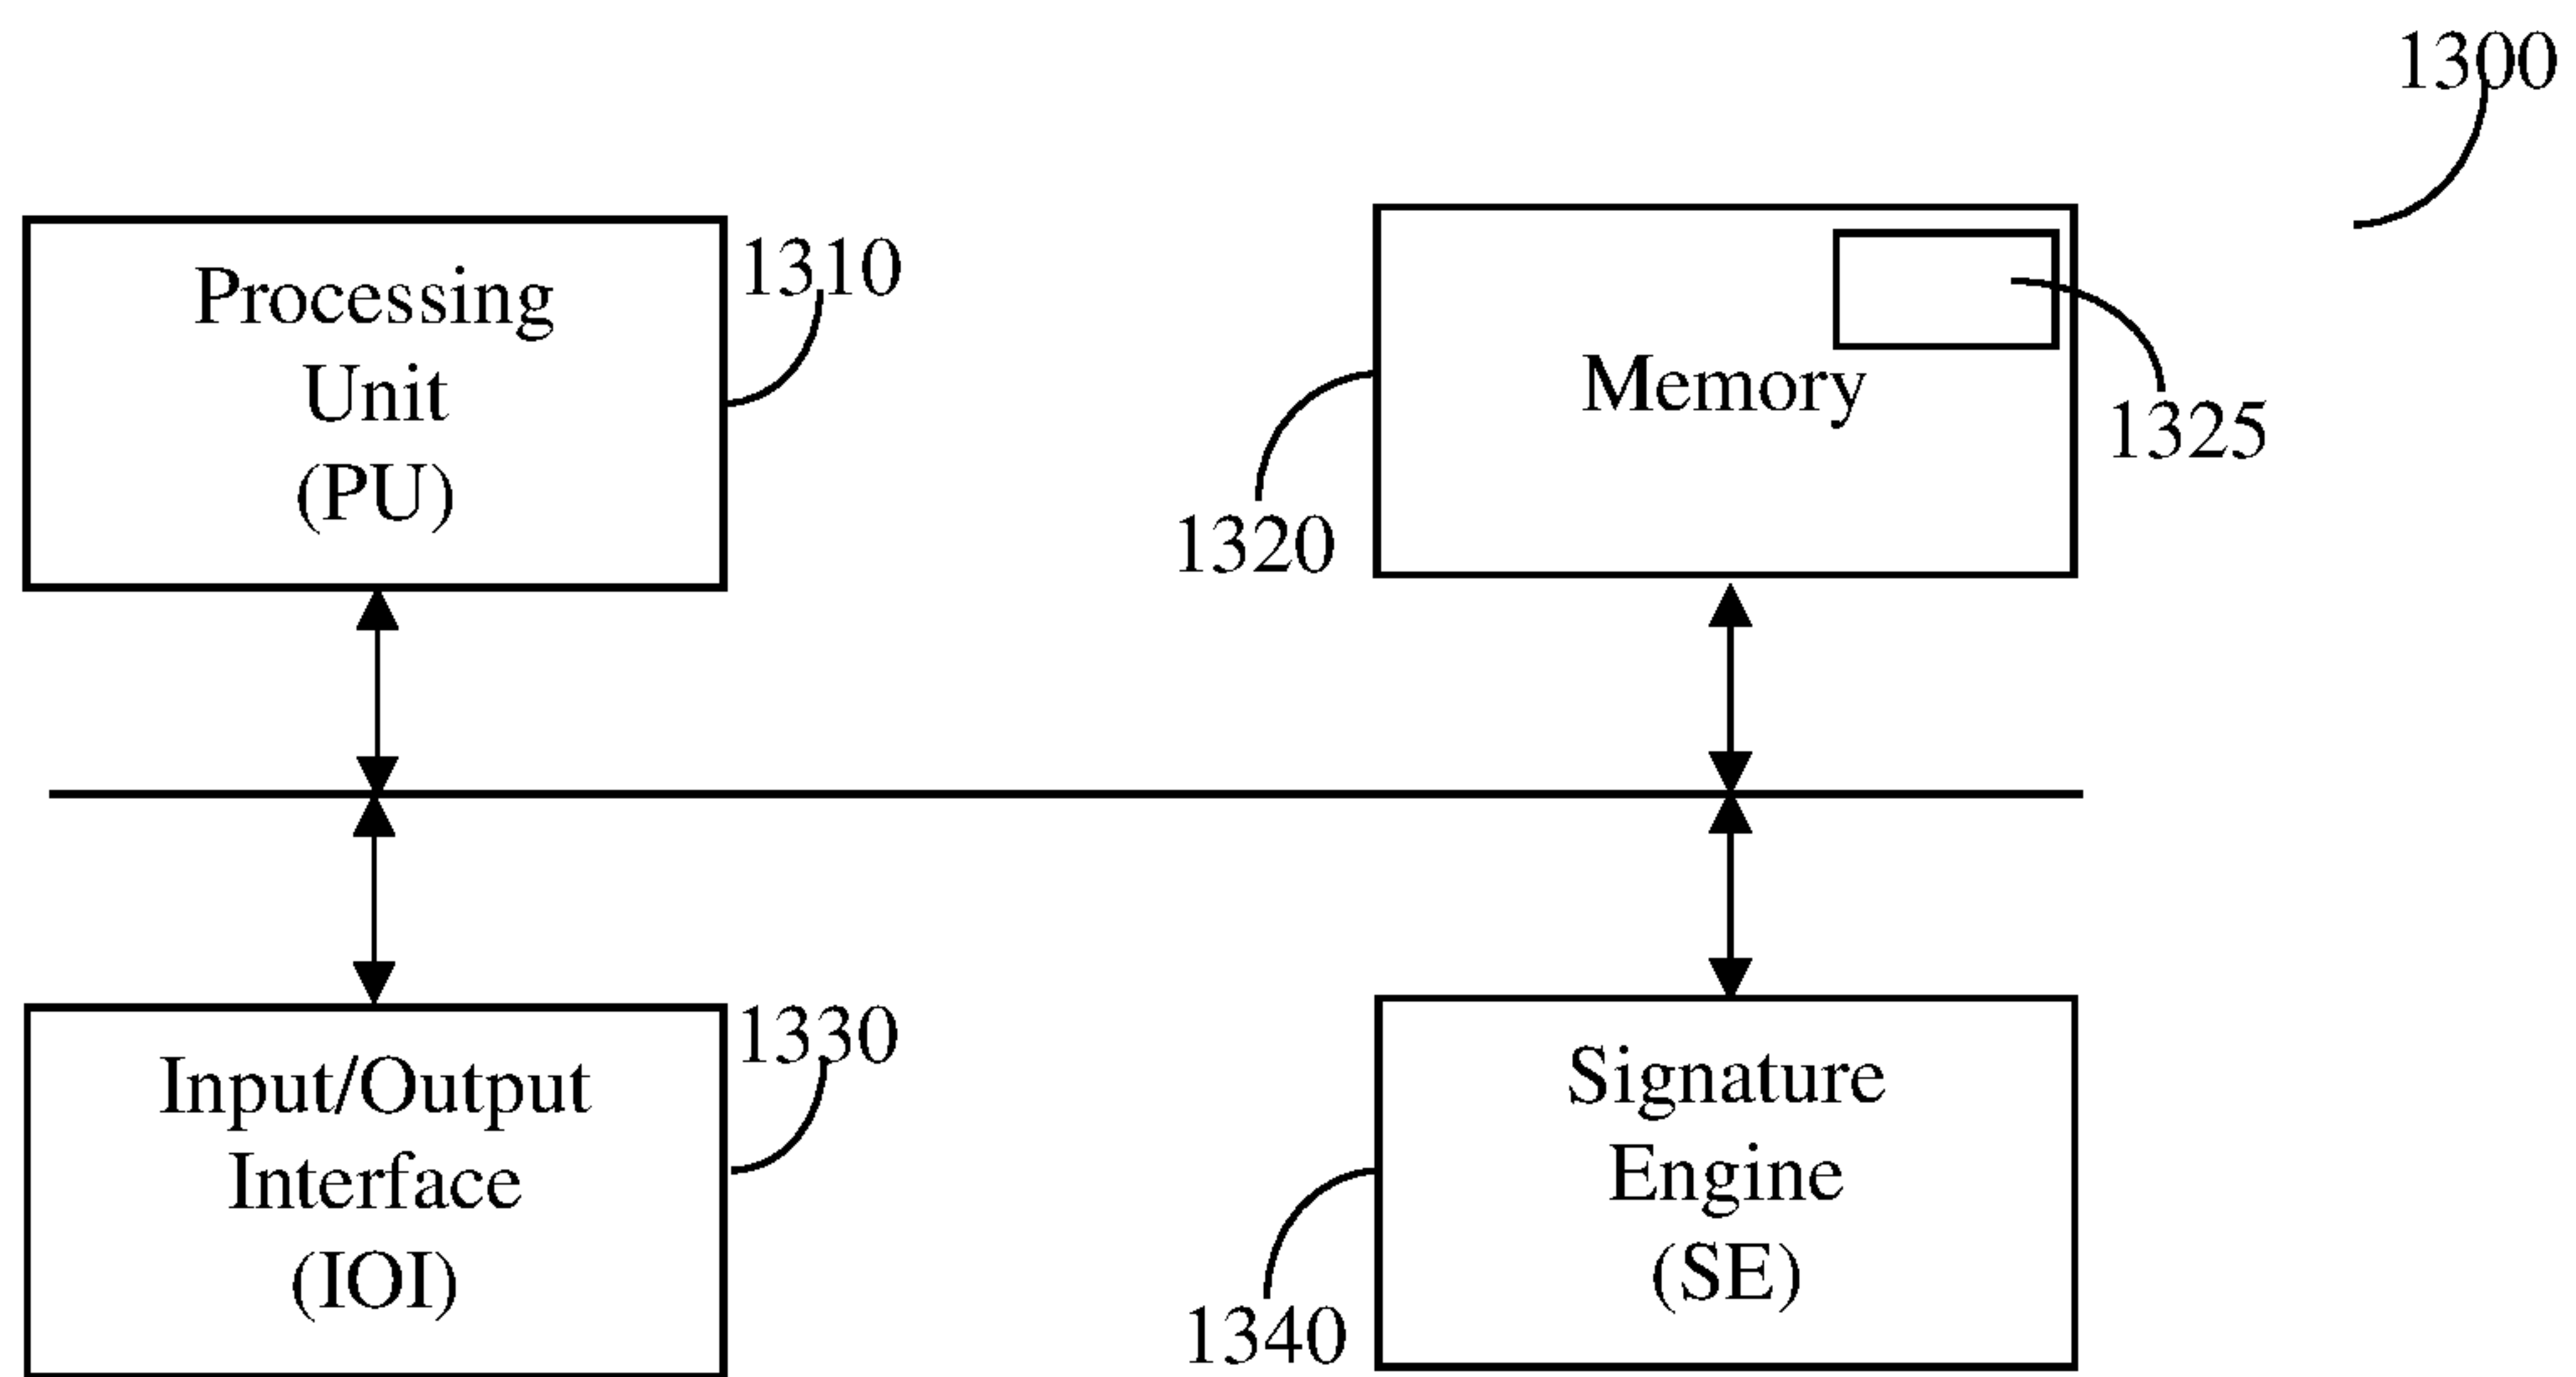 1300
Processing
Unit
(PU)
1310
Memory
1320
1325
Input/Output
Interface
(IOI)
1330
Signature
Engine
(SE)
1340